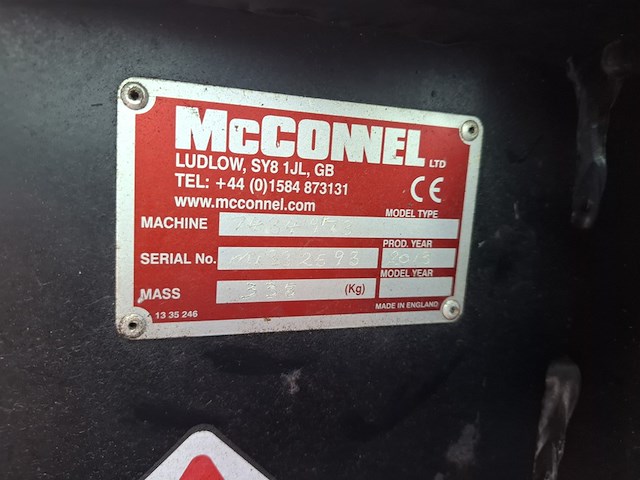 McCONNEL LTD
LUDLOW, SY8 1JL, GB
TEL: +44 (0)1584 873131
www.mcconnel.com CE
MODEL TYPE
MACHINE
PROD. YEAR
SERIAL No.
MODEL YEAR
MASS (Kg)
13 35 246 MADE IN ENGLAND